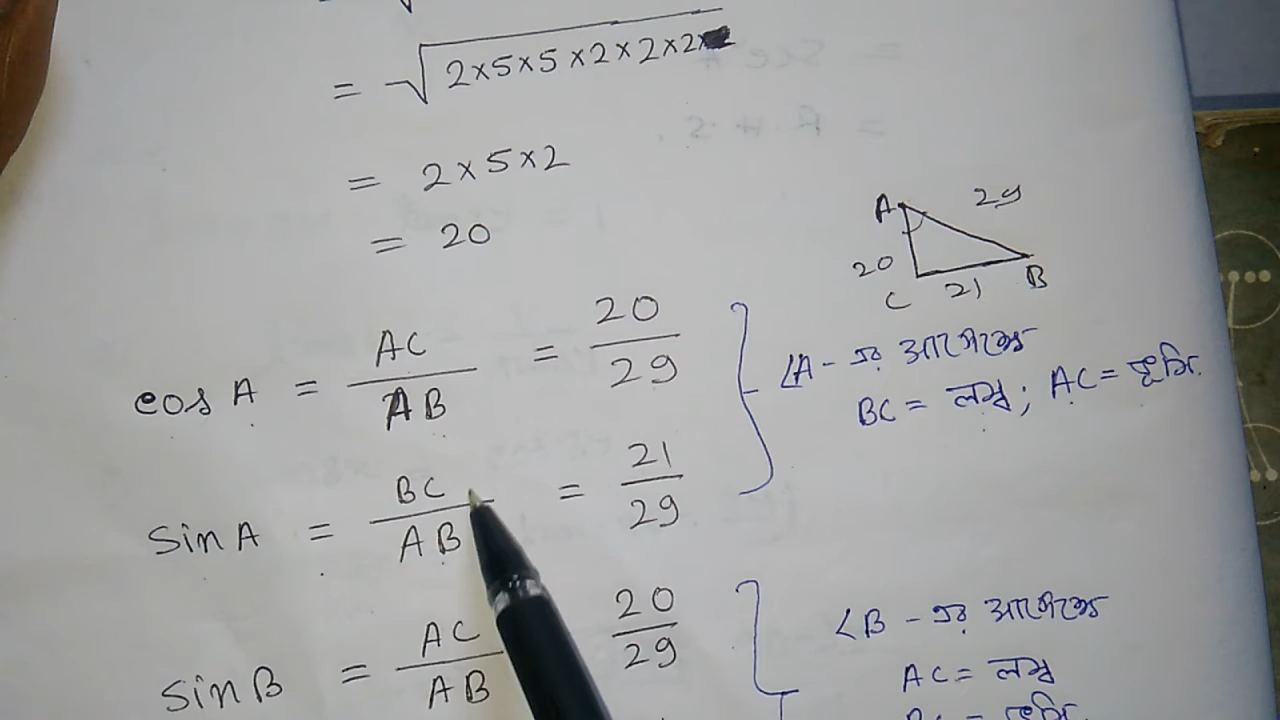 = √2×5×5×2×2×2
= 2×5×2
= 20
A 29
20
C 21 B
cos A = AC/AB = 20/29
∠A - এর সাপেক্ষে
BC = লম্ব; AC = ভূমি.
sin A = BC/AB = 21/29
sin B = AC/AB 20/29
∠B - এর সাপেক্ষে
AC = লম্ব